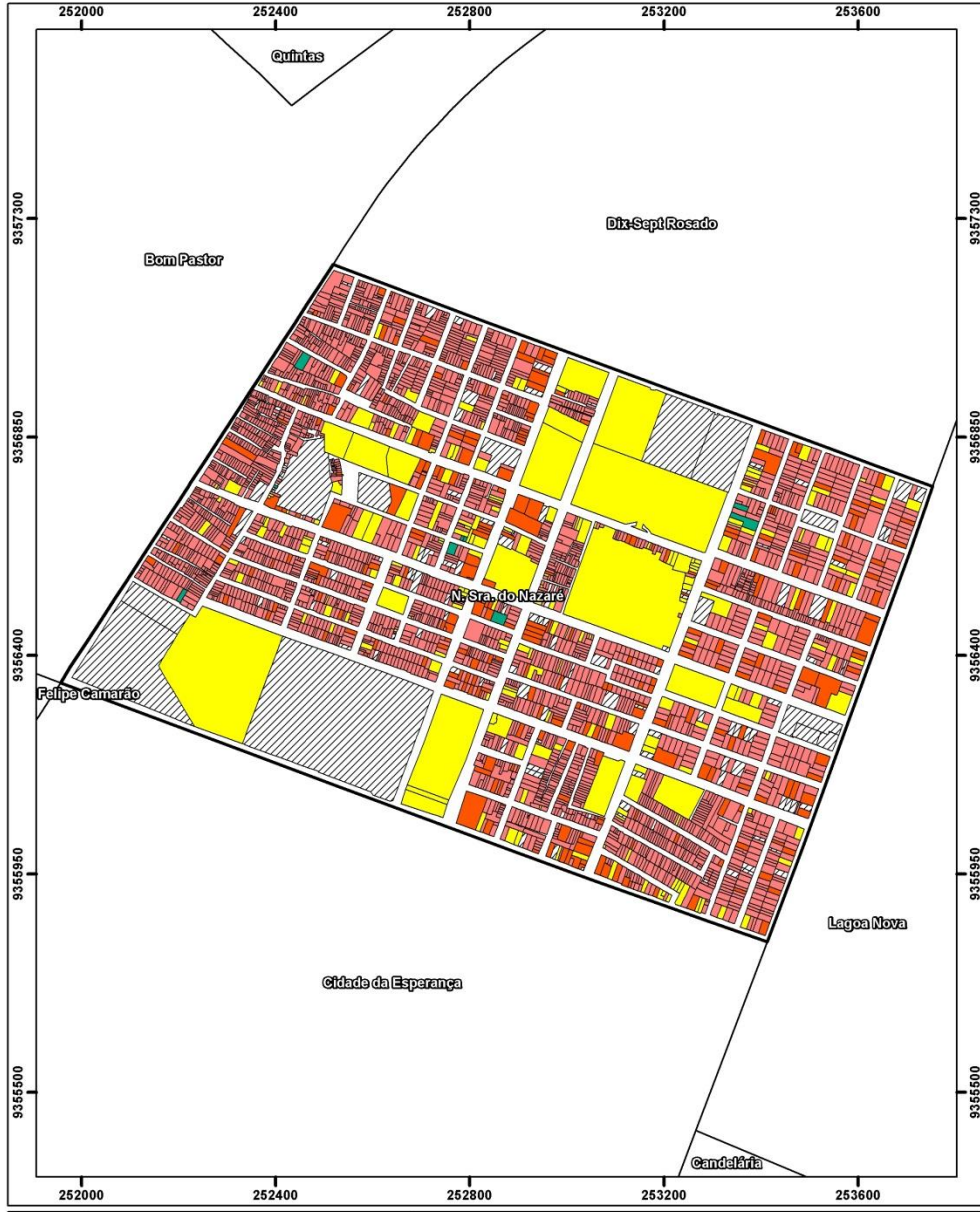 252000 252400 252800 253200 253600
Quintas
9357300 9357300
Dix-Sept Rosado
Bom Pastor
9356850 9356850
N. Sra. do Nazaré
9356400 9356400
Felipe Camarão
9355950 9355950
Lagoa Nova
Cidade da Esperança
9355500 9355500
Candelária
252000 252400 252800 253200 253600